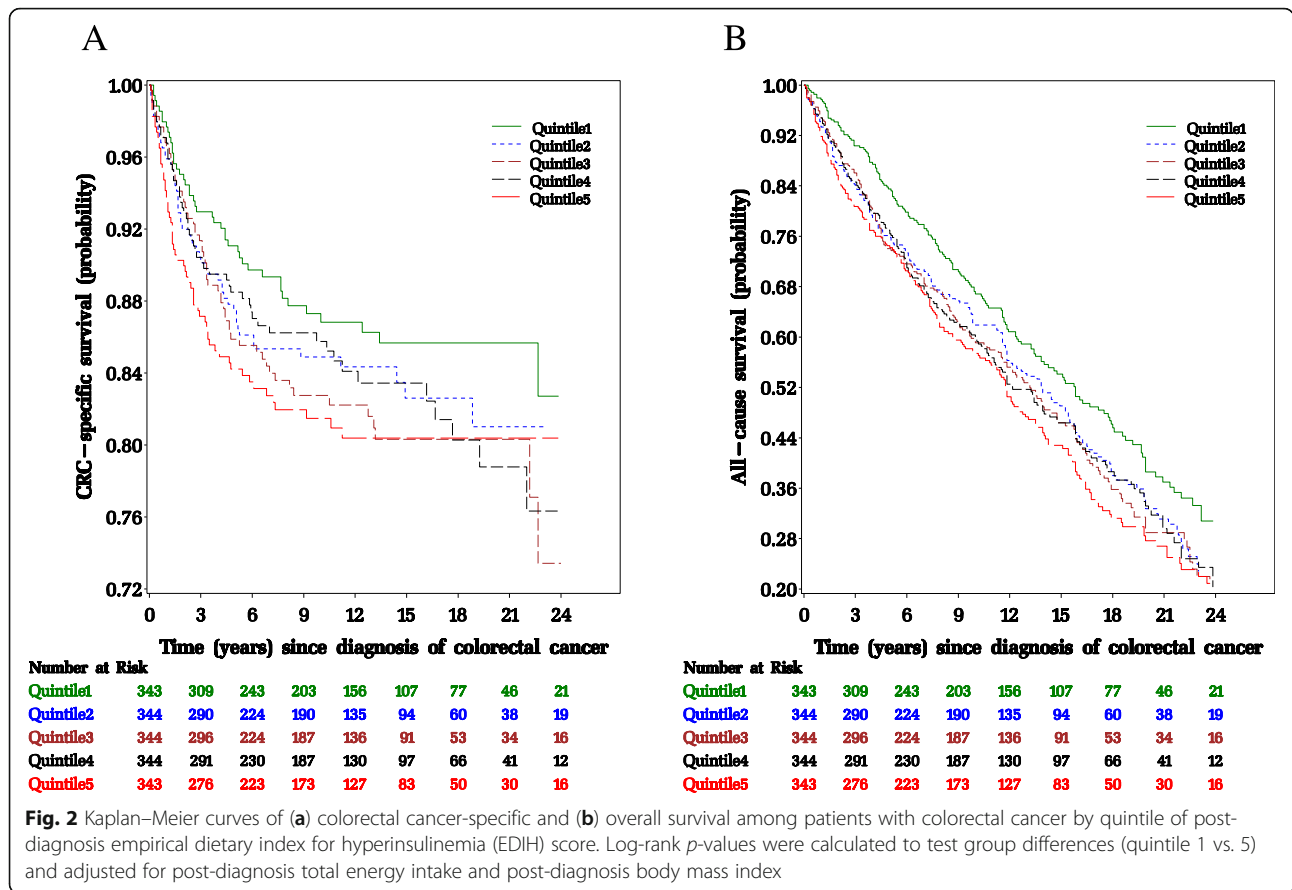 A
CRC-specific survival (probability)
1.00
0.96
0.92
0.88
0.84
0.80
0.76
0.72
Quintile1
Quintile2
Quintile3
Quintile4
Quintile5
0 3 6 9 12 15 18 21 24
Time (years) since diagnosis of colorectal cancer
Number at Risk
Quintile1 343 309 243 203 156 107 77 46 21
Quintile2 344 290 224 190 135 94 60 38 19
Quintile3 344 296 224 187 136 91 53 34 16
Quintile4 344 291 230 187 130 97 66 41 12
Quintile5 343 276 223 173 127 83 50 30 16
B
All-cause survival (probability)
1.00
0.92
0.84
0.76
0.68
0.60
0.52
0.44
0.36
0.28
0.20
Quintile1
Quintile2
Quintile3
Quintile4
Quintile5
0 3 6 9 12 15 18 21 24
Time (years) since diagnosis of colorectal cancer
Number at Risk
Quintile1 343 309 243 203 156 107 77 46 21
Quintile2 344 290 224 190 135 94 60 38 19
Quintile3 344 296 224 187 136 91 53 34 16
Quintile4 344 291 230 187 130 97 66 41 12
Quintile5 343 276 223 173 127 83 50 30 16
Fig. 2 Kaplan–Meier curves of (a) colorectal cancer-specific and (b) overall survival among patients with colorectal cancer by quintile of post-
diagnosis empirical dietary index for hyperinsulinemia (EDIH) score. Log-rank p-values were calculated to test group differences (quintile 1 vs. 5)
and adjusted for post-diagnosis total energy intake and post-diagnosis body mass index